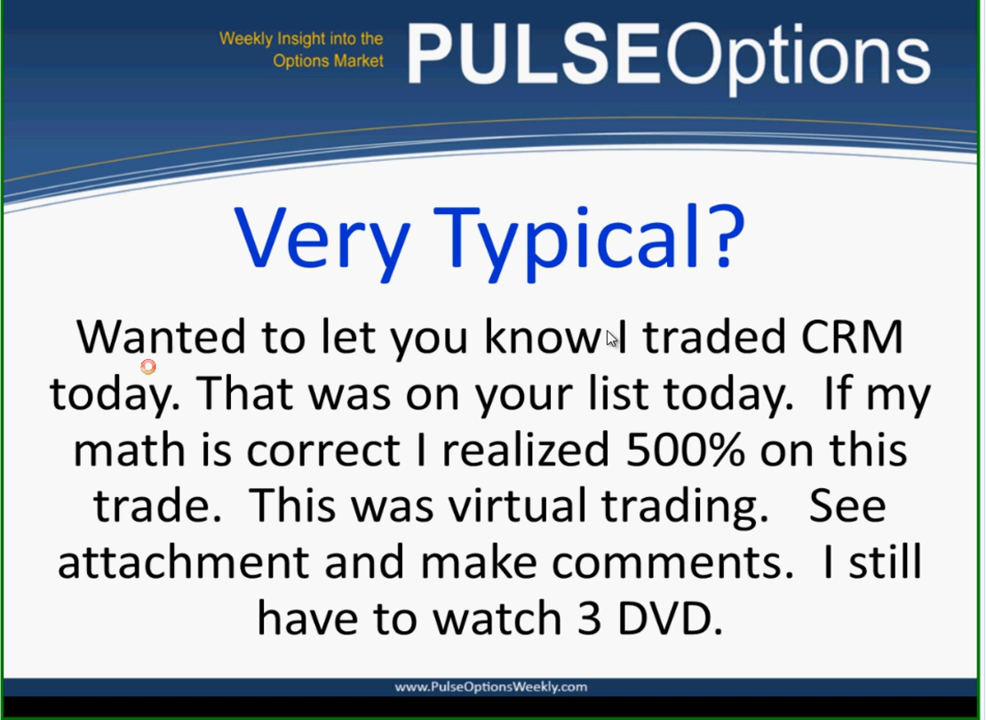 Weekly Insight into the
Options Market
PULSEOptions
Very Typical?
Wanted to let you know I traded CRM
today. That was on your list today.  If my
math is correct I realized 500% on this
trade.  This was virtual trading.   See
attachment and make comments.  I still
have to watch 3 DVD.
www.PulseOptionsWeekly.com